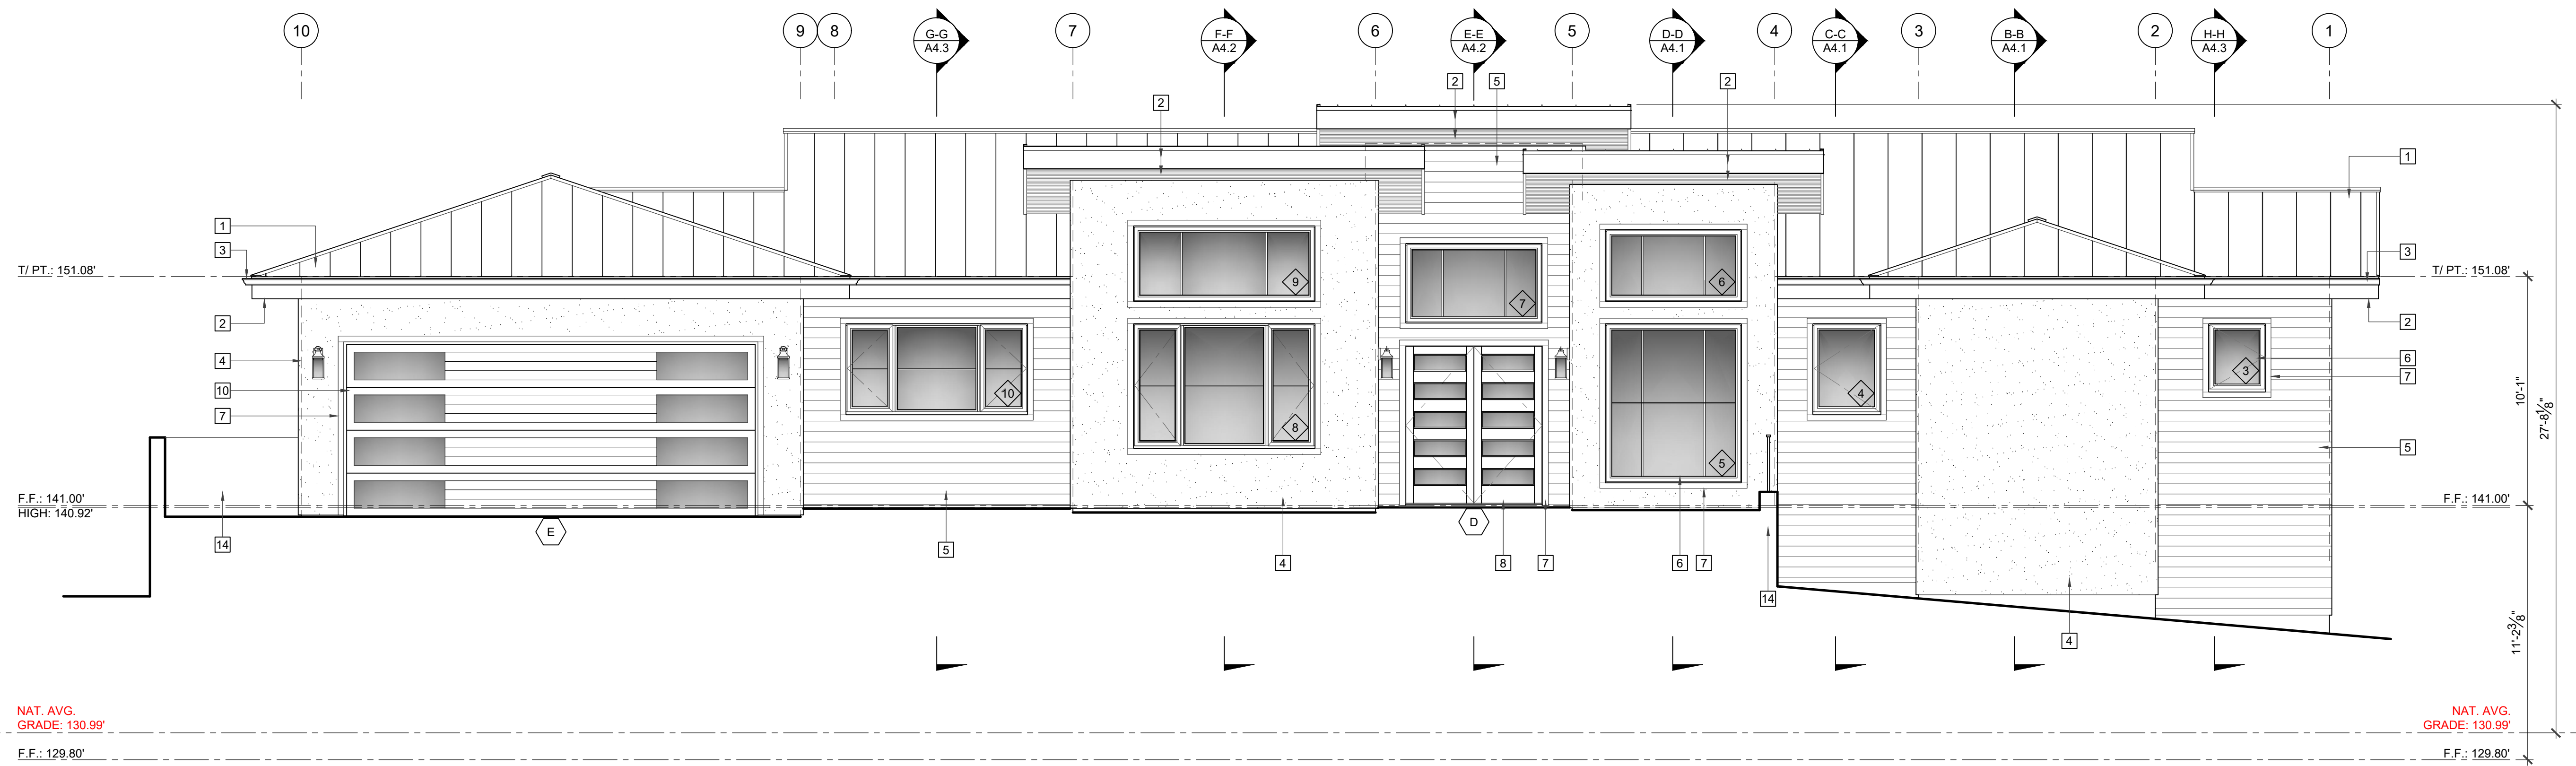 10
9
8
G-G
A4.3
7
F-F
A4.2
6
E-E
A4.2
5
D-D
A4.1
4
C-C
A4.1
3
B-B
A4.1
2
H-H
A4.3
1
2
2
5
2
1
1
3
3
T/ PT.: 151.08'
T/ PT.: 151.08'
9
6
7
2
2
4
6
3
7
10
10
4
7
10'-1"
27'-8⅛"
8
5
5
F.F.: 141.00'
F.F.: 141.00'
HIGH: 140.92'
E
D
14
5
4
8
7
6
7
14
4
11'-2⅜"
NAT. AVG.
GRADE: 130.99'
NAT. AVG.
GRADE: 130.99'
F.F.: 129.80'
F.F.: 129.80'